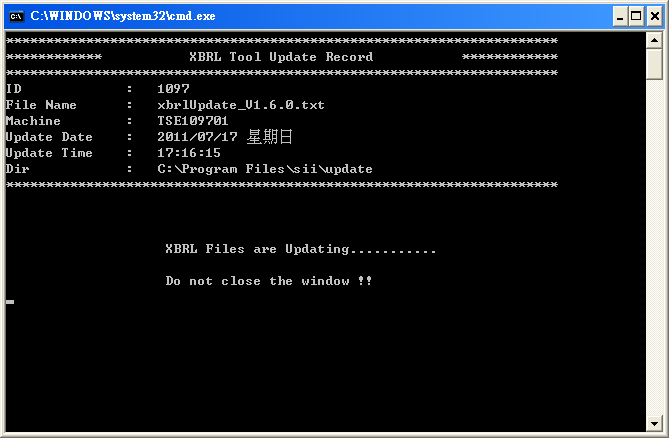 C:\WINDOWS\system32\cmd.exe
**********************************************************************
************ XBRL Tool Update Record ************
**********************************************************************
ID : 1097
File Name : xbrlUpdate_V1.6.0.txt
Machine : TSE109701
Update Date : 2011/07/17 星期日
Update Time : 17:16:15
Dir : C:\Program Files\sii\update
**********************************************************************
XBRL Files are Updating...........
Do not close the window !!